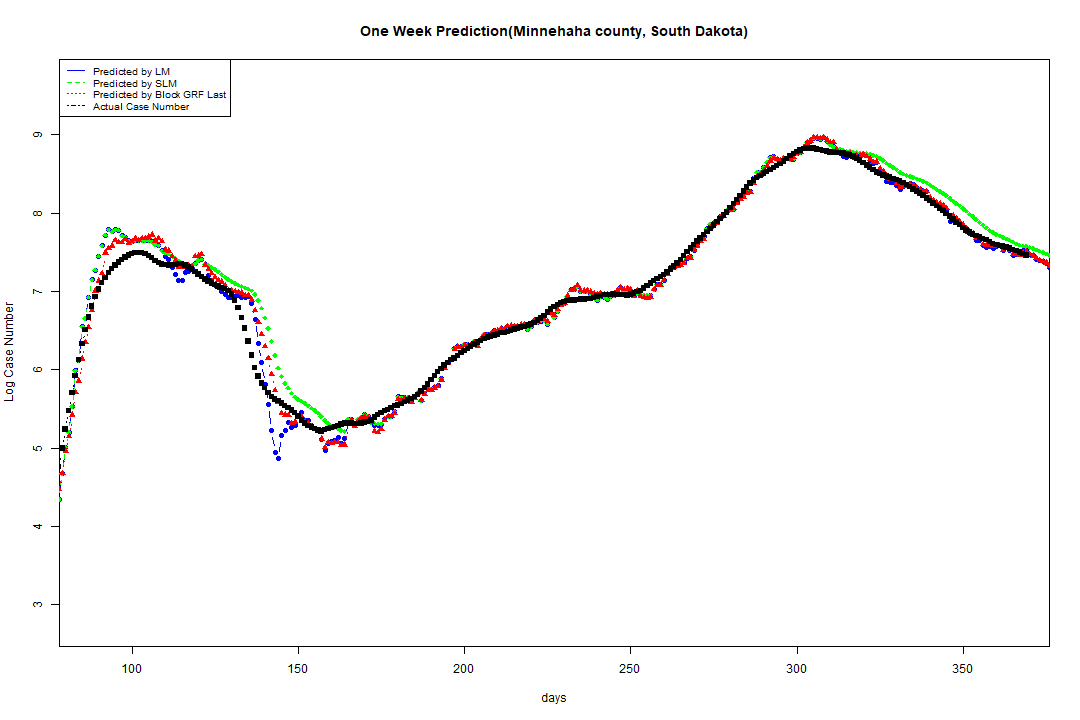 One Week Prediction(Minnehaha county, South Dakota)
Predicted by LM
Predicted by SLM
Predicted by Block GRF Last
Actual Case Number
Log Case Number
9
8
7
6
5
4
3
100 150 200 250 300 350
days